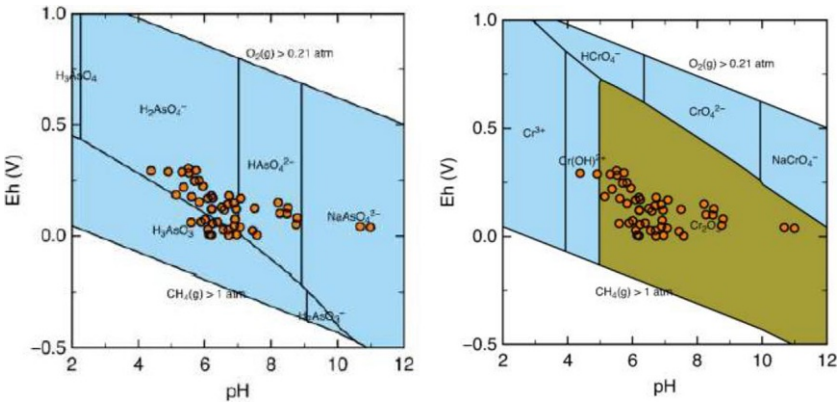 1.0
0.5
0.0
−0.5
Eh (V)
2 4 6 8 10 12
pH
O₂(g) > 0.21 atm
H₃AsO₄
H₂AsO₄⁻
HAsO₄²⁻
NaAsO₄²⁻
H₃AsO₃
CH₄(g) > 1 atm
H₂AsO₃⁻
1.0
0.5
0.0
−0.5
Eh (V)
2 4 6 8 10 12
pH
HCrO₄⁻
O₂(g) > 0.21 atm
CrO₄²⁻
Cr³⁺
Cr(OH)²⁺
NaCrO₄⁻
Cr₂O₃
CH₄(g) > 1 atm